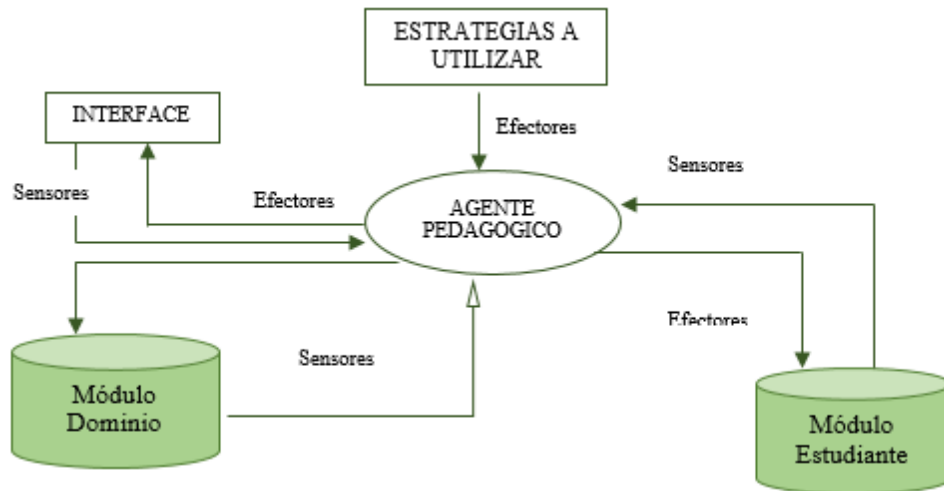 ESTRATEGIAS A
UTILIZAR
INTERFACE
Efectores
Sensores
Sensores
Efectores
AGENTE
PEDAGOGICO
Efectores
Sensores
Módulo
Dominio
Módulo
Estudiante